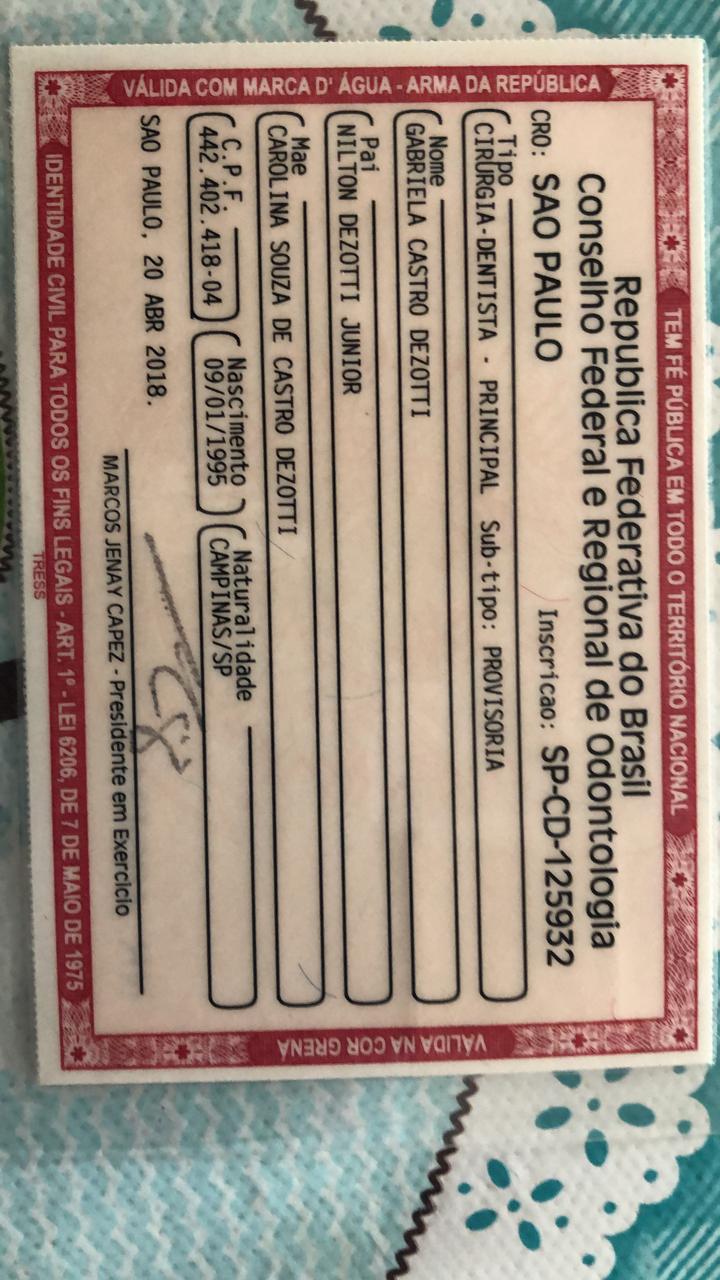 TEM FÉ PÚBLICA EM TODO O TERRITÓRIO NACIONAL
VÁLIDA COM MARCA D' ÁGUA - ARMA DA REPÚBLICA
Republica Federativa do Brasil
Conselho Federal e Regional de Odontologia
CRO: SAO PAULO Inscricao: SP-CD-125932
Tipo
CIRURGIA-DENTISTA - PRINCIPAL Sub-tipo: PROVISORIA
Nome
GABRIELA CASTRO DEZOTTI
Pai
NILTON DEZOTTI JUNIOR
Mae
CAROLINA SOUZA DE CASTRO DEZOTTI
C.P.F. Nascimento Naturalidade
442.402.418-04 09/01/1995 CAMPINAS/SP
SAO PAULO, 20 ABR 2018.
MARCOS JENAY CAPEZ - Presidente em Exercício
VÁLIDA NA COR GRENÁ
IDENTIDADE CIVIL PARA TODOS OS FINS LEGAIS - ART. 1º - LEI 6206, DE 7 DE MAIO DE 1975
TRESS